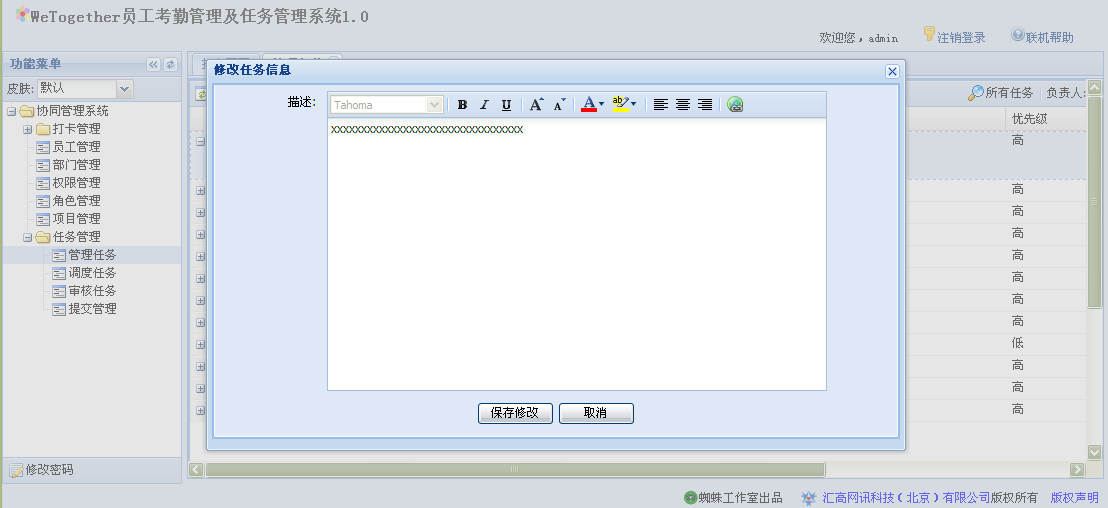 WeTogether员工考勤管理及任务管理系统1.0
欢迎您，admin 注销登录 联机帮助
功能菜单
皮肤: 默认
协同管理系统
打卡管理
员工管理
部门管理
权限管理
角色管理
项目管理
任务管理
管理任务
调度任务
审核任务
提交管理
修改密码
修改任务信息
描述:
Tahoma B I U A A A ab
xxxxxxxxxxxxxxxxxxxxxxxxxxxxxxxx
保存修改 取消
所有任务 负责人:
优先级
高
高
高
高
高
高
高
高
低
高
高
高
蜘蛛工作室出品 汇高网讯科技（北京）有限公司版权所有 版权声明